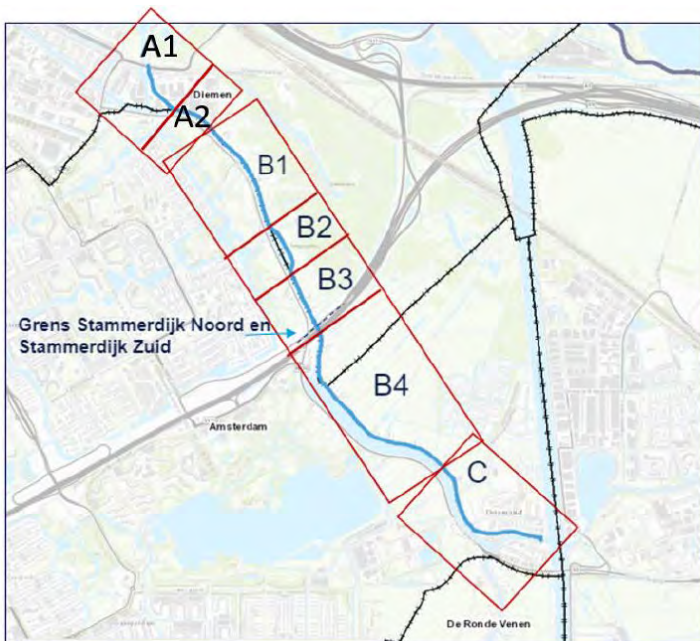 A1
Diemen
A2
B1
B2
B3
Grens Stammerdijk Noord en
Stammerdijk Zuid
B4
Amsterdam
C
De Ronde Venen